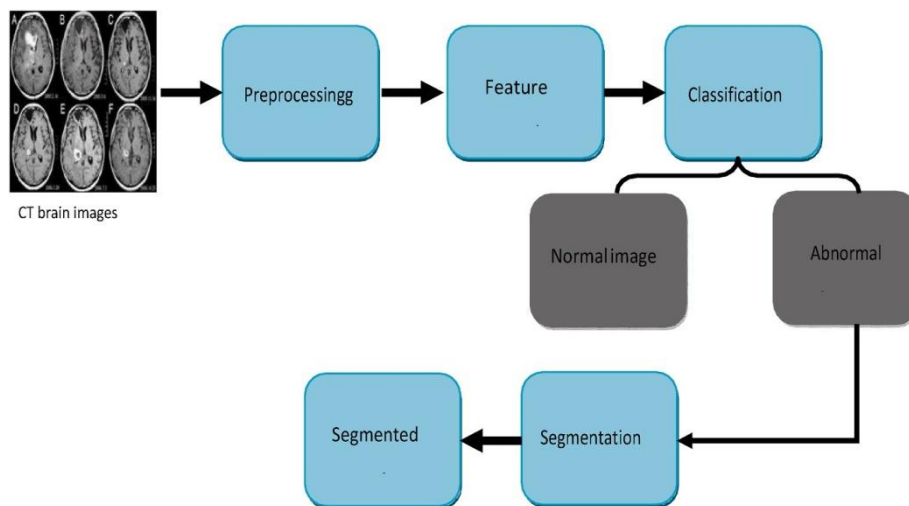 A B C
D E F
CT brain images
Preprocessingg
Feature
Classification
Normal image
Abnormal
Segmented
Segmentation